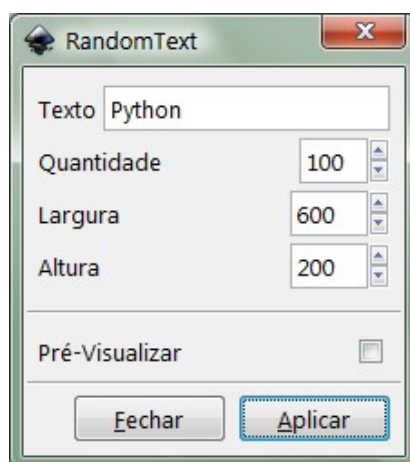 RandomText
Texto Python
Quantidade 100
Largura 600
Altura 200
Pré-Visualizar
Fechar Aplicar